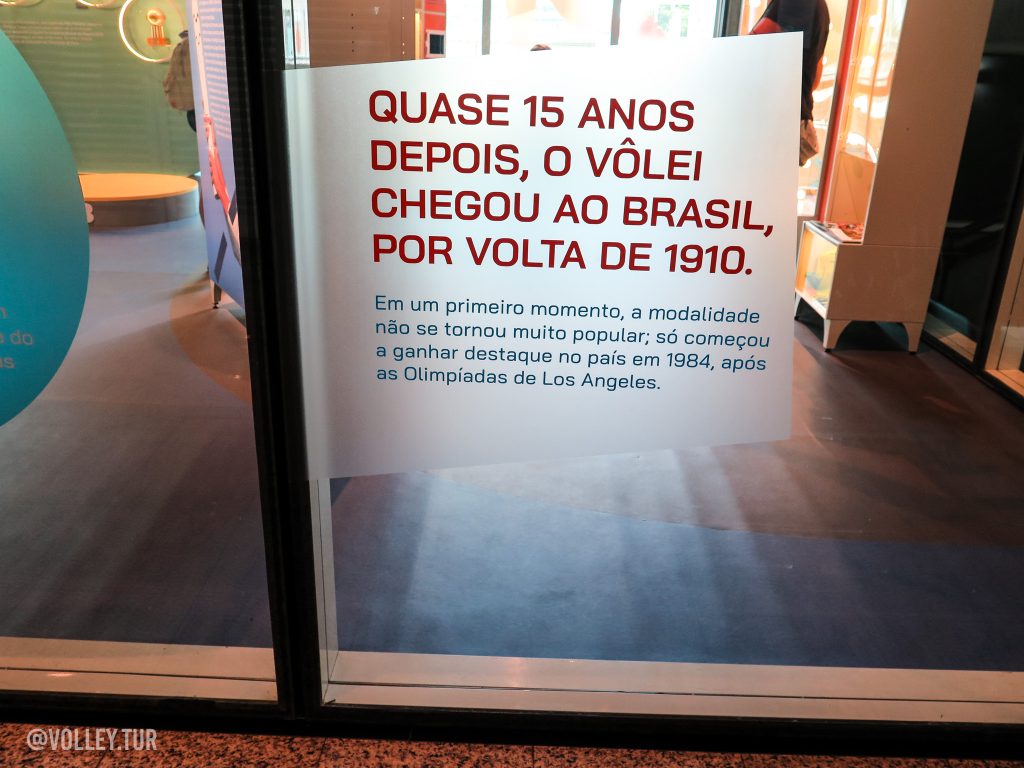 QUASE 15 ANOS
DEPOIS, O VÔLEI
CHEGOU AO BRASIL,
POR VOLTA DE 1910.
Em um primeiro momento, a modalidade
não se tornou muito popular; só começou
a ganhar destaque no país em 1984, após
as Olimpíadas de Los Angeles.
do
@VOLLEY.TUR